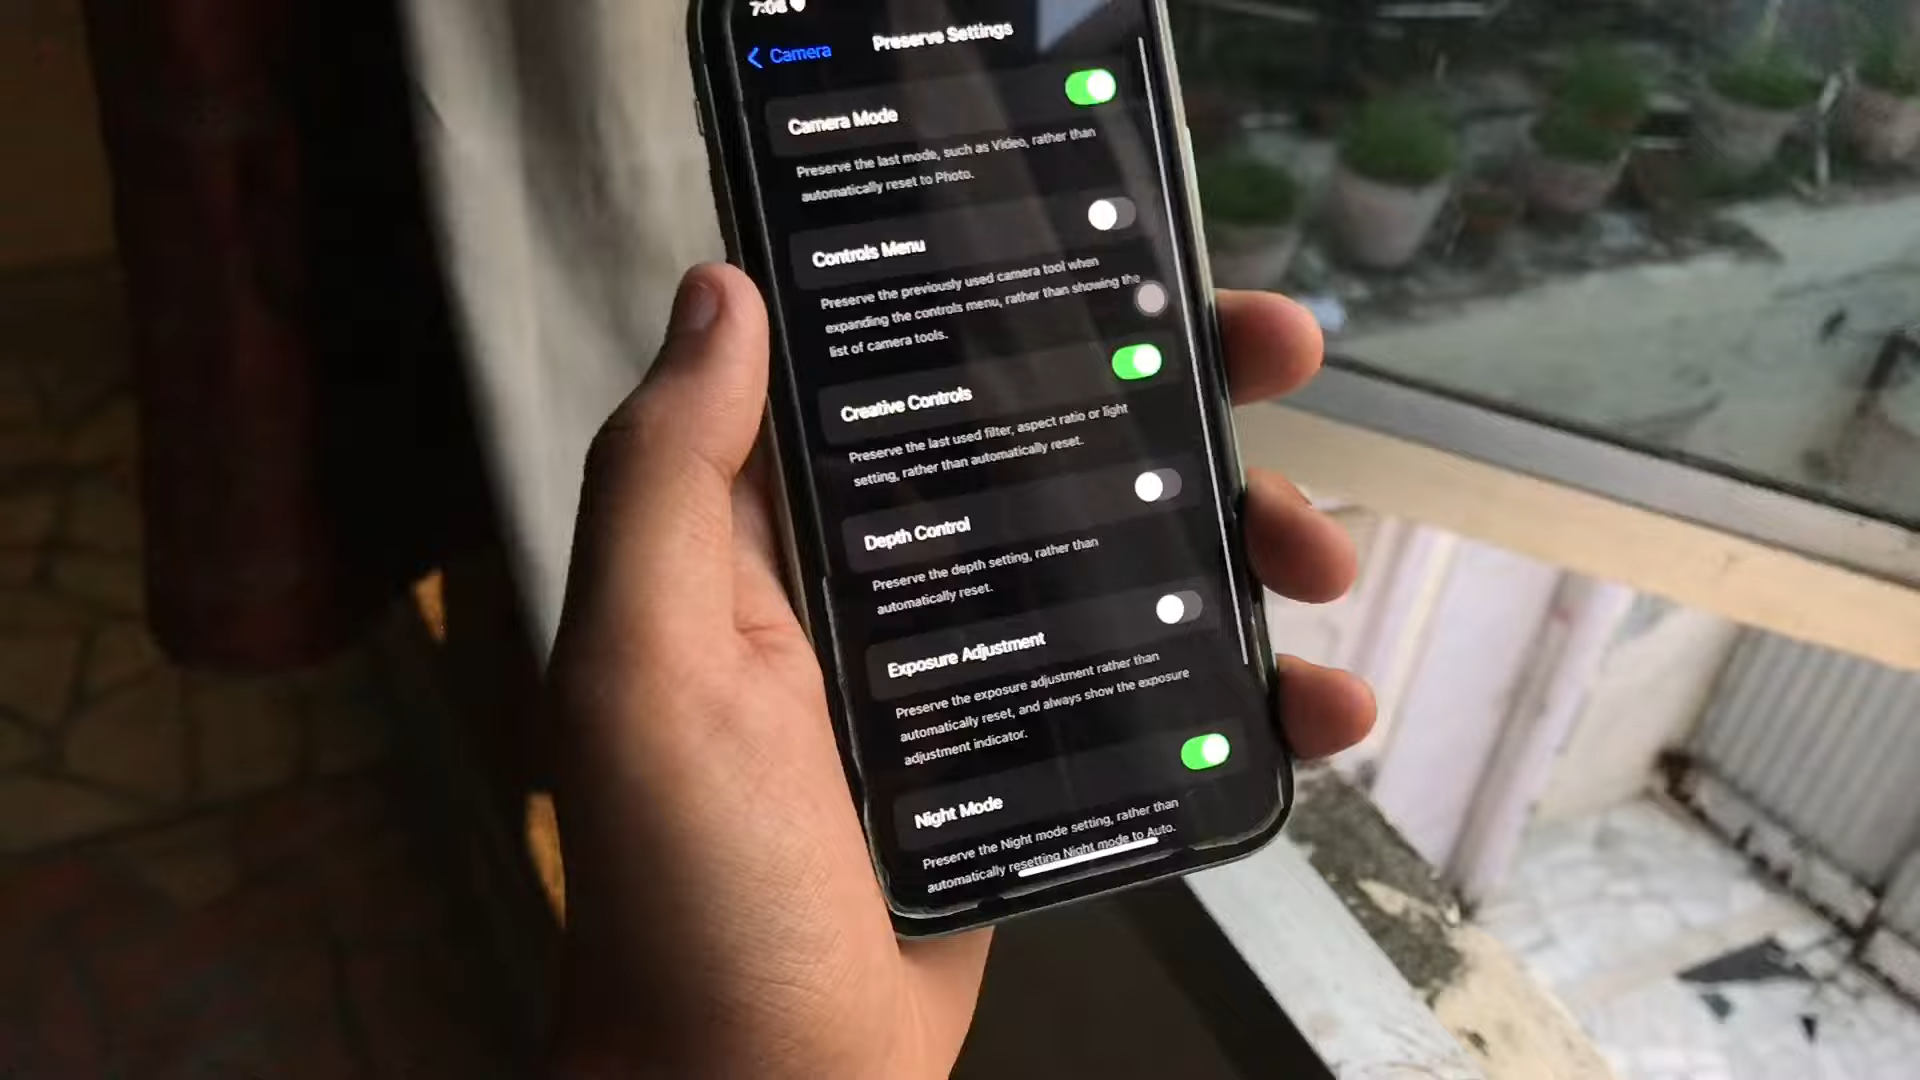 7:08
Camera
Preserve Settings
Camera Mode
Preserve the last mode, such as Video, rather than
automatically reset to Photo.
Controls Menu
Preserve the previously used camera tool when
expanding the controls menu, rather than showing the
list of camera tools.
Creative Controls
Preserve the last used filter, aspect ratio or light
setting, rather than automatically reset.
Depth Control
Preserve the depth setting, rather than
automatically reset.
Exposure Adjustment
Preserve the exposure adjustment rather than
automatically reset, and always show the exposure
adjustment indicator.
Night Mode
Preserve the Night mode setting, rather than
automatically resetting Night mode to Auto.